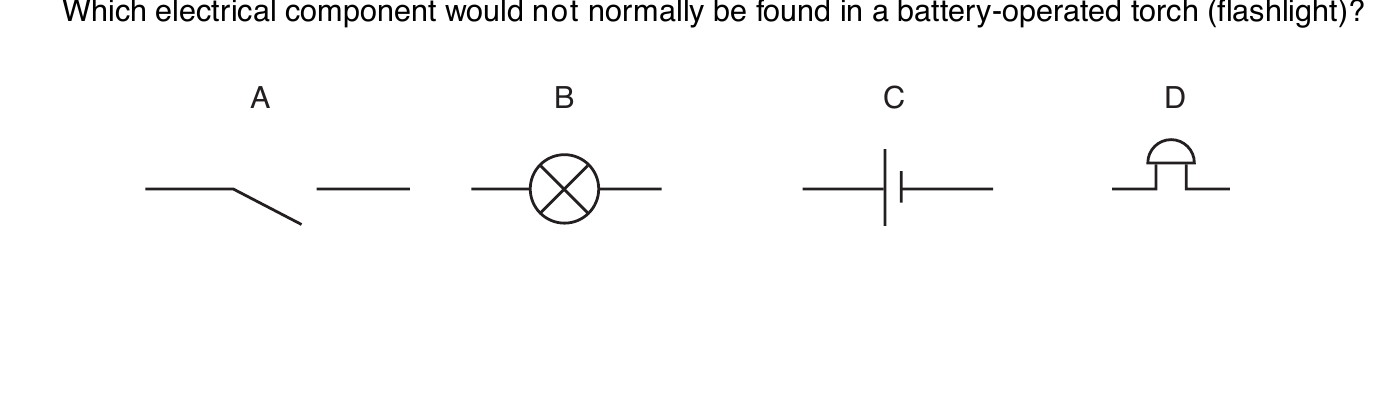 Which electrical component would not normally be found in a battery-operated torch (flashlight)?
A B C D